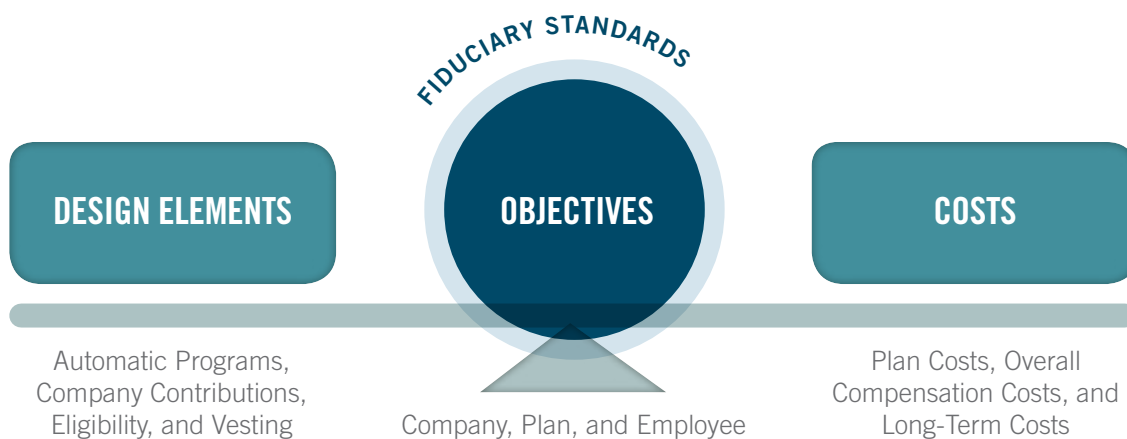 FIDUCIARY STANDARDS
DESIGN ELEMENTS
OBJECTIVES
COSTS
Automatic Programs,
Company Contributions,
Eligibility, and Vesting
Company, Plan, and Employee
Plan Costs, Overall
Compensation Costs, and
Long-Term Costs